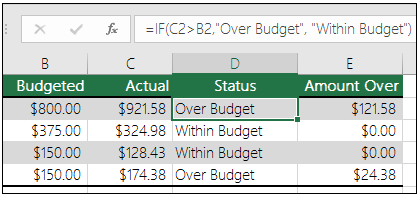 fx =IF(C2>B2,"Over Budget", "Within Budget")
B C D E
Budgeted Actual Status Amount Over
$800.00 $921.58 Over Budget $121.58
$375.00 $324.98 Within Budget $0.00
$150.00 $128.43 Within Budget $0.00
$150.00 $174.38 Over Budget $24.38